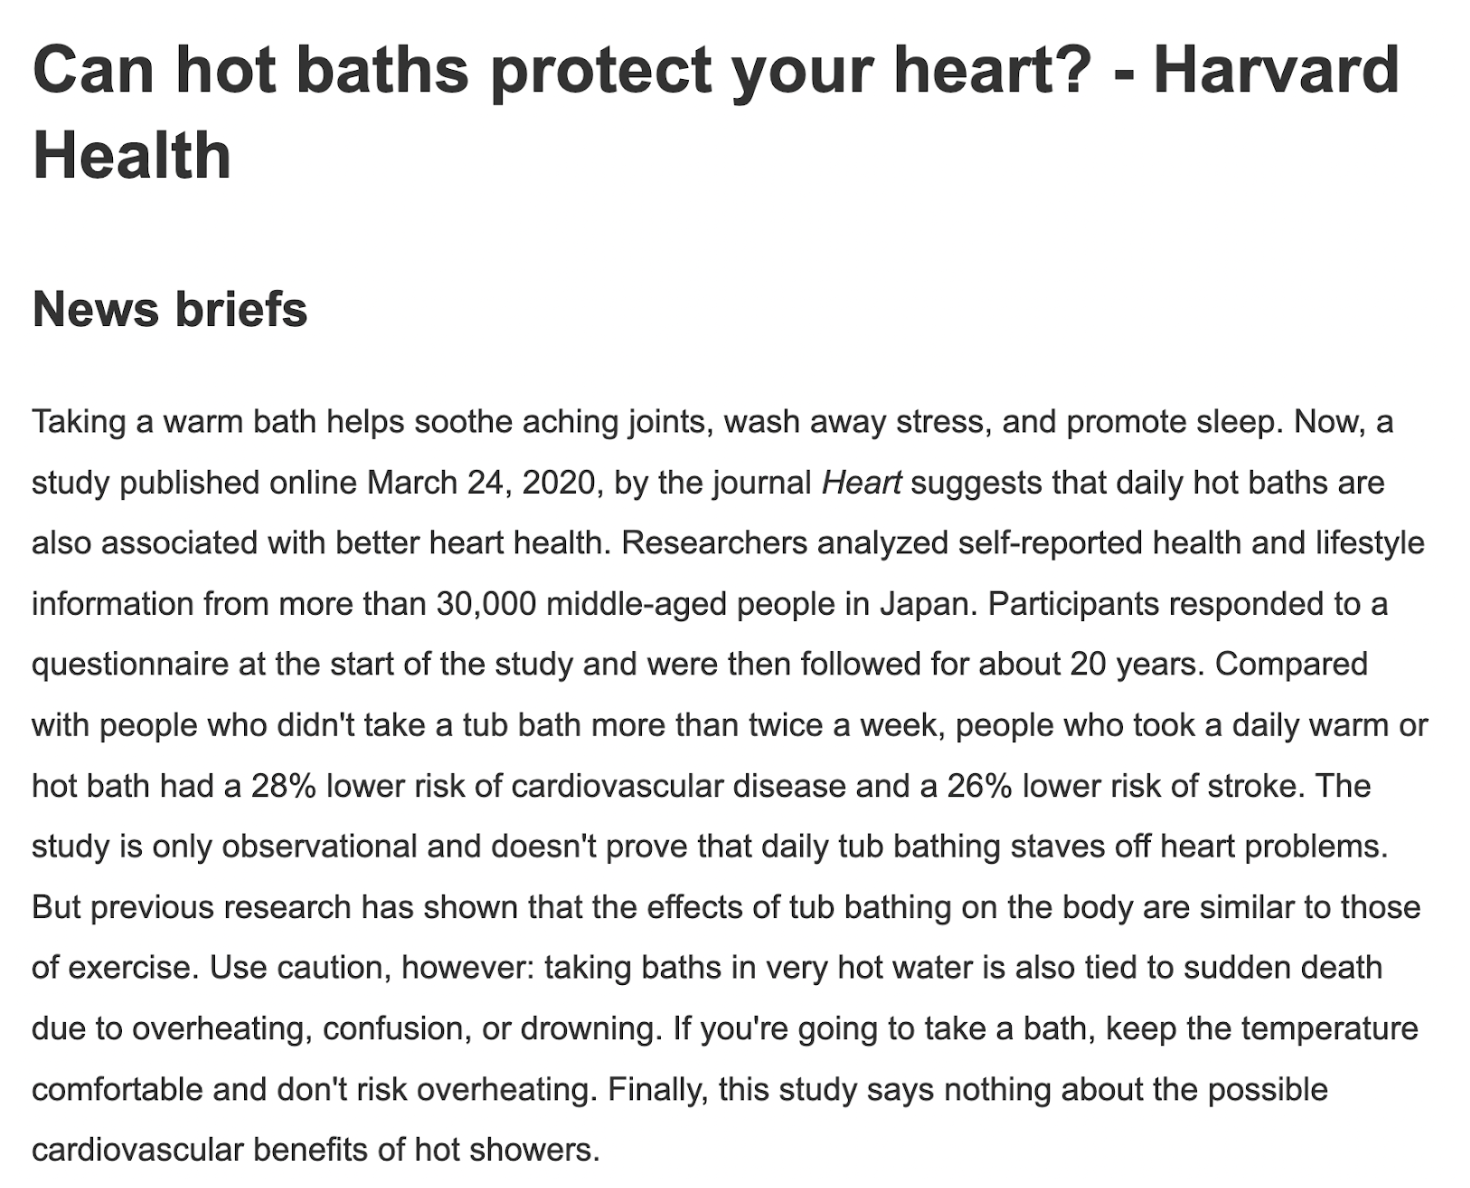 Can hot baths protect your heart? - Harvard
Health
News briefs
Taking a warm bath helps soothe aching joints, wash away stress, and promote sleep. Now, a
study published online March 24, 2020, by the journal Heart suggests that daily hot baths are
also associated with better heart health. Researchers analyzed self-reported health and lifestyle
information from more than 30,000 middle-aged people in Japan. Participants responded to a
questionnaire at the start of the study and were then followed for about 20 years. Compared
with people who didn't take a tub bath more than twice a week, people who took a daily warm or
hot bath had a 28% lower risk of cardiovascular disease and a 26% lower risk of stroke. The
study is only observational and doesn't prove that daily tub bathing staves off heart problems.
But previous research has shown that the effects of tub bathing on the body are similar to those
of exercise. Use caution, however: taking baths in very hot water is also tied to sudden death
due to overheating, confusion, or drowning. If you're going to take a bath, keep the temperature
comfortable and don't risk overheating. Finally, this study says nothing about the possible
cardiovascular benefits of hot showers.